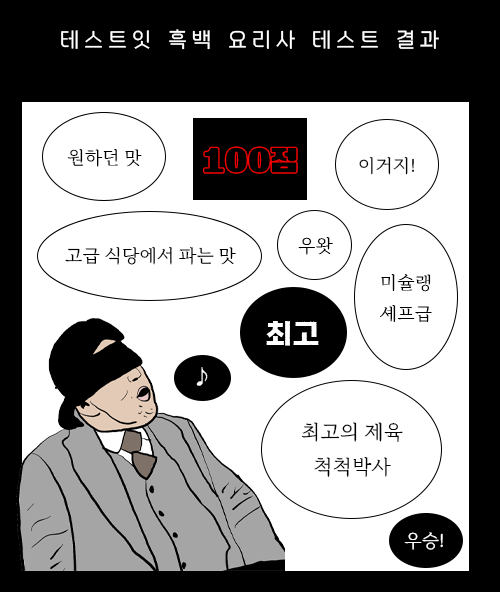 테스트잇 흑백 요리사 테스트 결과
원하던 맛
100점
이거지!
고급 식당에서 파는 맛
우왓
미슐랭
셰프급
최고
♪
최고의 제육
척척박사
우승!